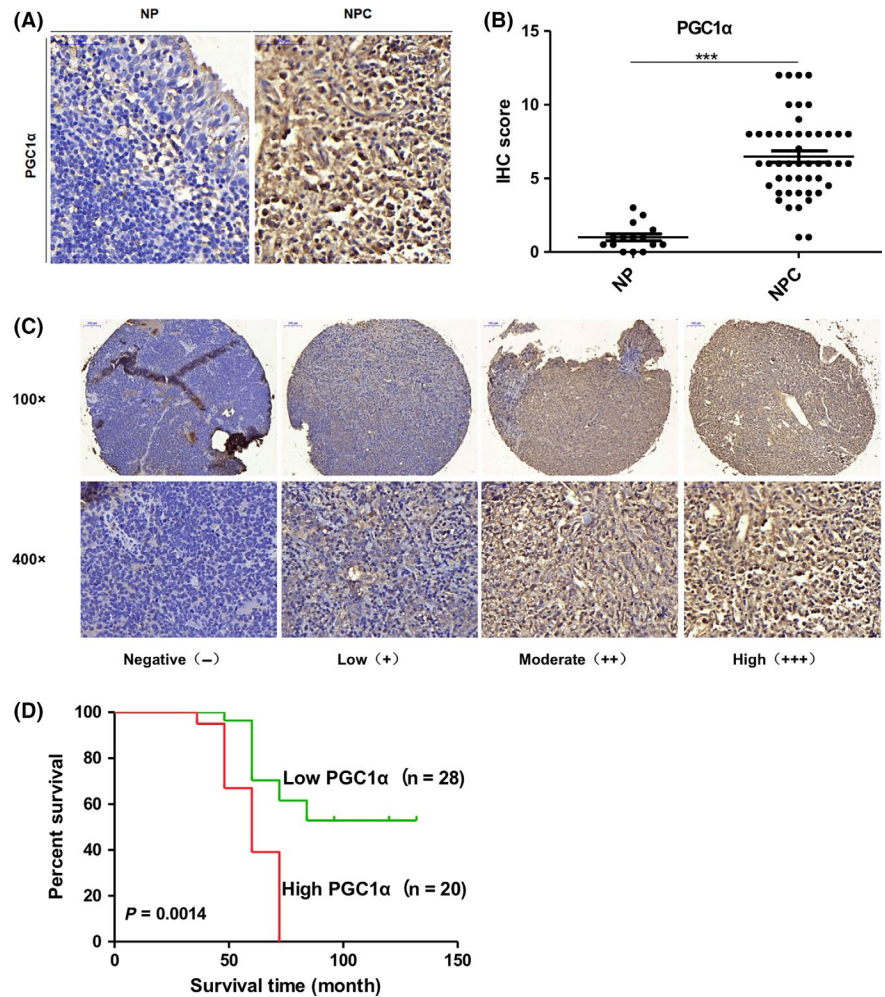 (A)
NP
NPC
PGC1α
(B)
PGC1α
***
IHC score
15
10
5
0
NP
NPC
(C)
100×
400×
Negative（–）
Low（+）
Moderate（++）
High（+++）
(D)
Percent survival
100
80
60
40
20
0
Low PGC1α（n = 28)
High PGC1α（n = 20)
P = 0.0014
0
50
100
150
Survival time (month)